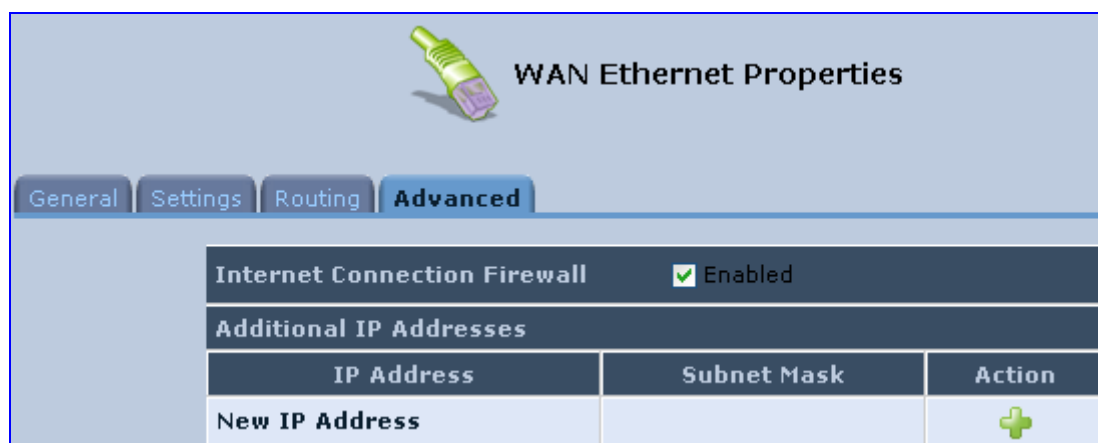 WAN Ethernet Properties
General Settings Routing Advanced
Internet Connection Firewall Enabled
Additional IP Addresses
IP Address Subnet Mask Action
New IP Address